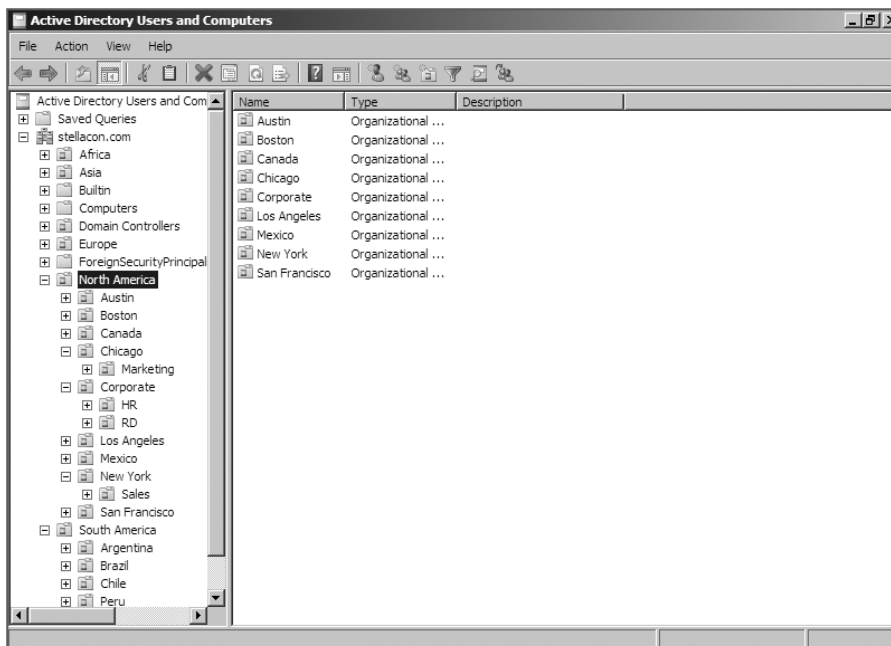 Active Directory Users and Computers
File Action View Help
Active Directory Users and Com
Saved Queries
stellacon.com
Africa
Asia
Builtin
Computers
Domain Controllers
Europe
ForeignSecurityPrincipal
North America
Austin
Boston
Canada
Chicago
Marketing
Corporate
HR
RD
Los Angeles
Mexico
New York
Sales
San Francisco
South America
Argentina
Brazil
Chile
Peru
Name Type Description
Austin Organizational ...
Boston Organizational ...
Canada Organizational ...
Chicago Organizational ...
Corporate Organizational ...
Los Angeles Organizational ...
Mexico Organizational ...
New York Organizational ...
San Francisco Organizational ...